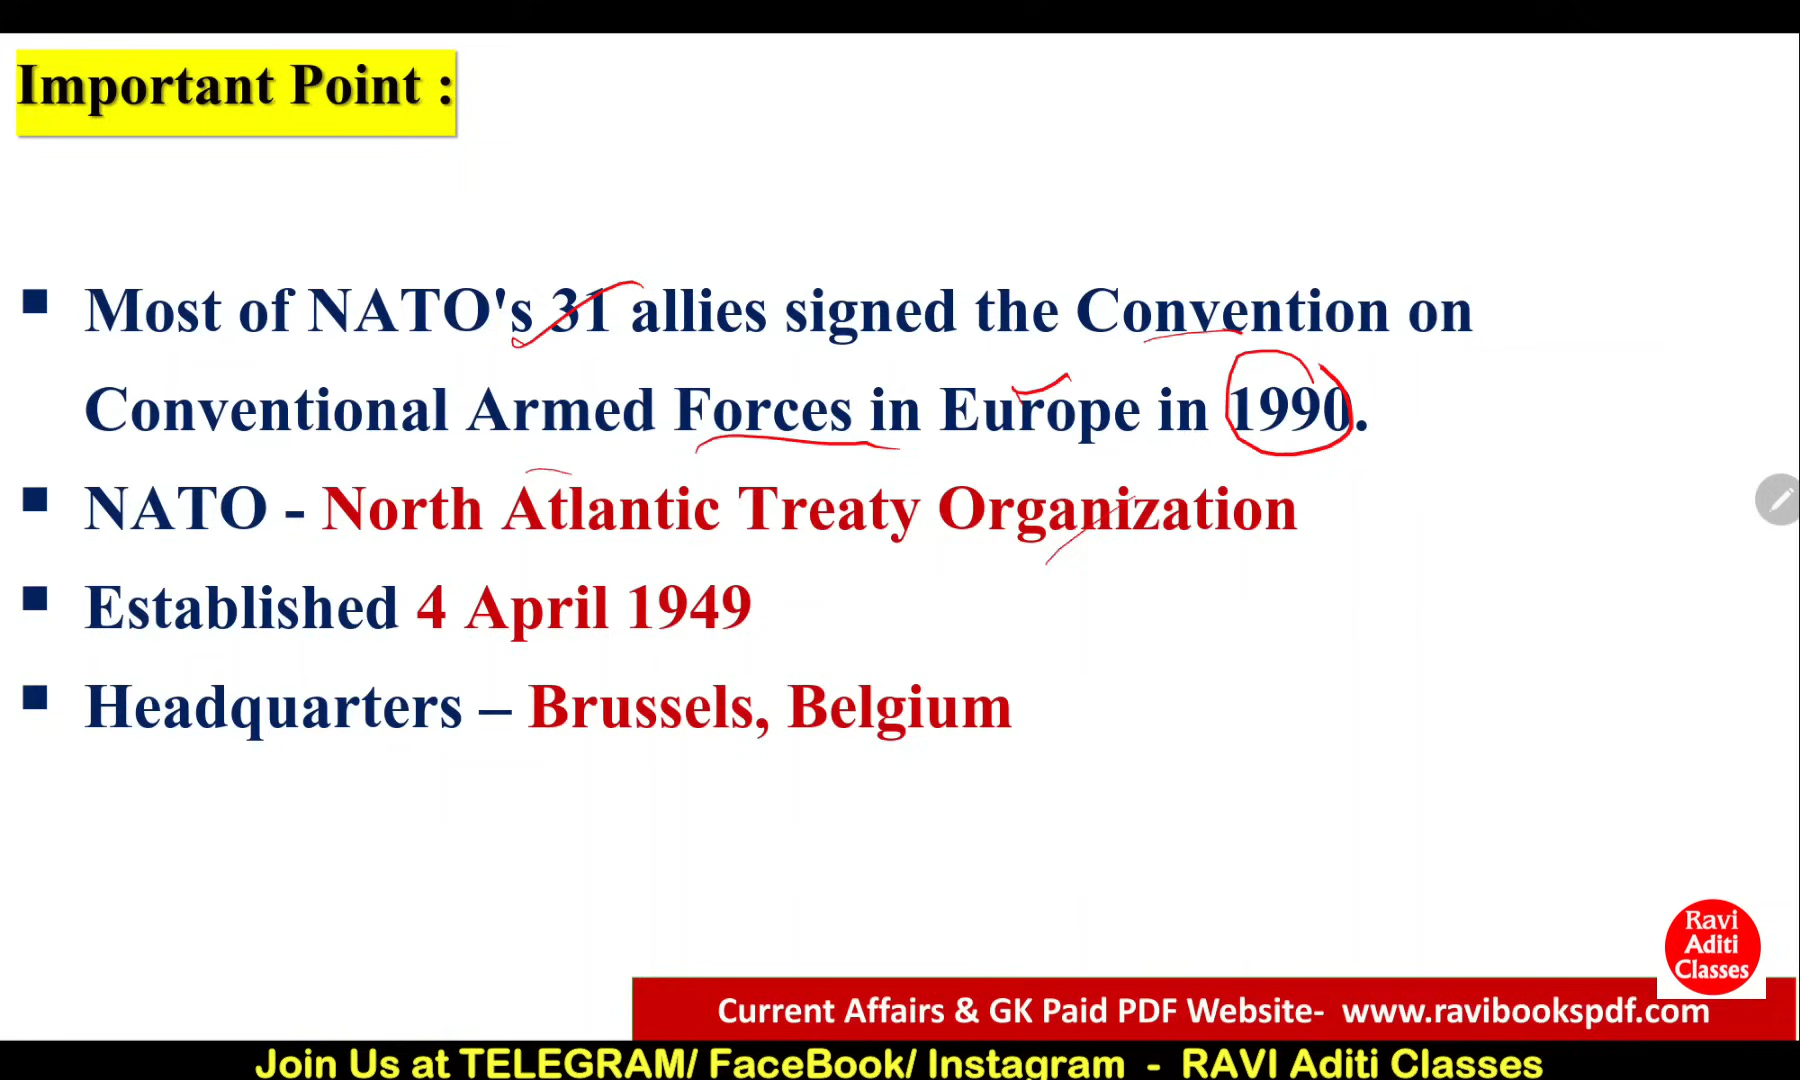 Important Point :
▪ Most of NATO's 31 allies signed the Convention on
Conventional Armed Forces in Europe in 1990.
▪ NATO - North Atlantic Treaty Organization
▪ Established 4 April 1949
▪ Headquarters – Brussels, Belgium
Ravi
Aditi
Classes
Current Affairs & GK Paid PDF Website- www.ravibookspdf.com
Join Us at TELEGRAM/ FaceBook/ Instagram - RAVI Aditi Classes